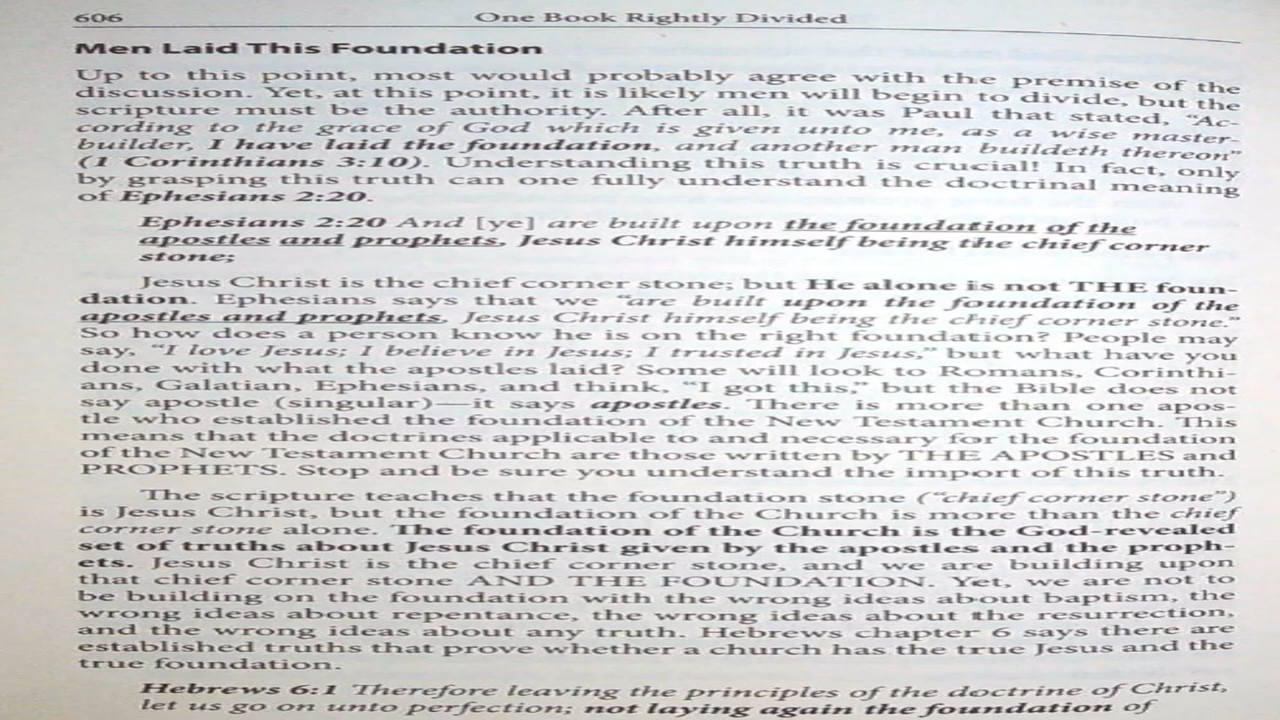 606 One Book Rightly Divided
Men Laid This Foundation
Up to this point, most would probably agree with the premise of the
discussion. Yet, at this point, it is likely men will begin to divide, but the
scripture must be the authority. After all, it was Paul that stated, “Ac-
cording to the grace of God which is given unto me, as a wise master-
builder, I have laid the foundation, and another man buildeth thereon”
(1 Corinthians 3:10). Understanding this truth is crucial! In fact, only
by grasping this truth can one fully understand the doctrinal meaning
of Ephesians 2:20.
Ephesians 2:20 And [ye] are built upon the foundation of the
apostles and prophets, Jesus Christ himself being the chief corner
stone;
Jesus Christ is the chief corner stone; but He alone is not THE foun-
dation. Ephesians says that we “are built upon the foundation of the
apostles and prophets, Jesus Christ himself being the chief corner stone.”
So how does a person know he is on the right foundation? People may
say, “I love Jesus; I believe in Jesus; I trusted in Jesus,” but what have you
done with what the apostles laid? Some will look to Romans, Corinthi-
ans, Galatian, Ephesians, and think, “I got this,” but the Bible does not
say apostle (singular)—it says apostles. There is more than one apos-
tle who established the foundation of the New Testament Church. This
means that the doctrines applicable to and necessary for the foundation
of the New Testament Church are those written by THE APOSTLES and
PROPHETS. Stop and be sure you understand the import of this truth.
The scripture teaches that the foundation stone (“chief corner stone”)
is Jesus Christ, but the foundation of the Church is more than the chief
corner stone alone. The foundation of the Church is the God-revealed
set of truths about Jesus Christ given by the apostles and the proph-
ets. Jesus Christ is the chief corner stone, and we are building upon
that chief corner stone AND THE FOUNDATION. Yet, we are not to
be building on the foundation with the wrong ideas about baptism, the
wrong ideas about repentance, the wrong ideas about the resurrection,
and the wrong ideas about any truth. Hebrews chapter 6 says there are
established truths that prove whether a church has the true Jesus and the
true foundation.
Hebrews 6:1 Therefore leaving the principles of the doctrine of Christ,
let us go on unto perfection; not laying again the foundation of